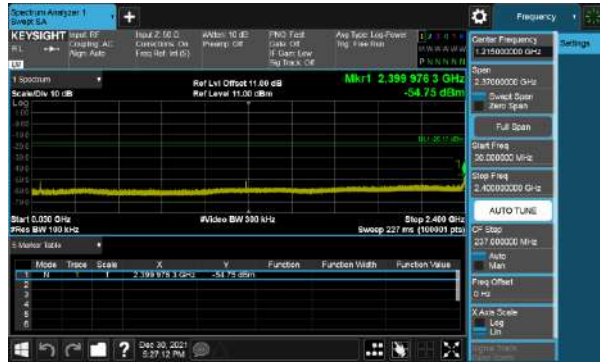 Spectrum Analyzer 1
Swept SA
Frequency
KEYSIGHT
Input: RF
Input Z: 50 Ω
Atten: 10 dB
PNO: Fast
Avg Type: Log-Power
RL
Coupling: AC
Corrections: On
Preamp: Off
Gate: Off
Trig: Free Run
Align: Auto
Freq Ref: Int (S)
IF Gain: Low
Sig Track: Off
P N N N N N
LW
1 Spectrum
Ref Lvl Offset 11.00 dB
Mkr1 2.399 976 3 GHz
Scale/Div 10 dB
Ref Level 11.00 dBm
-54.75 dBm
Log
Start 0.030 GHz
#Video BW 300 kHz
Stop 2.400 GHz
#Res BW 100 kHz
Sweep 227 ms (100001 pts)
5 Marker Table
Mode Trace Scale X Y Function Function Width Function Value
1 N 1 f 2.399 976 3 GHz -54.75 dBm
2
3
4
5
6
Center Frequency
1.215000000 GHz
Settings
Span
2.37000000 GHz
Swept Span
Zero Span
Full Span
Start Freq
30.000000 MHz
Stop Freq
2.400000000 GHz
AUTO TUNE
CF Step
237.000000 MHz
Auto
Man
Freq Offset
0 Hz
X Axis Scale
Log
Lin
?
Dec 30, 2021
5:27:12 PM